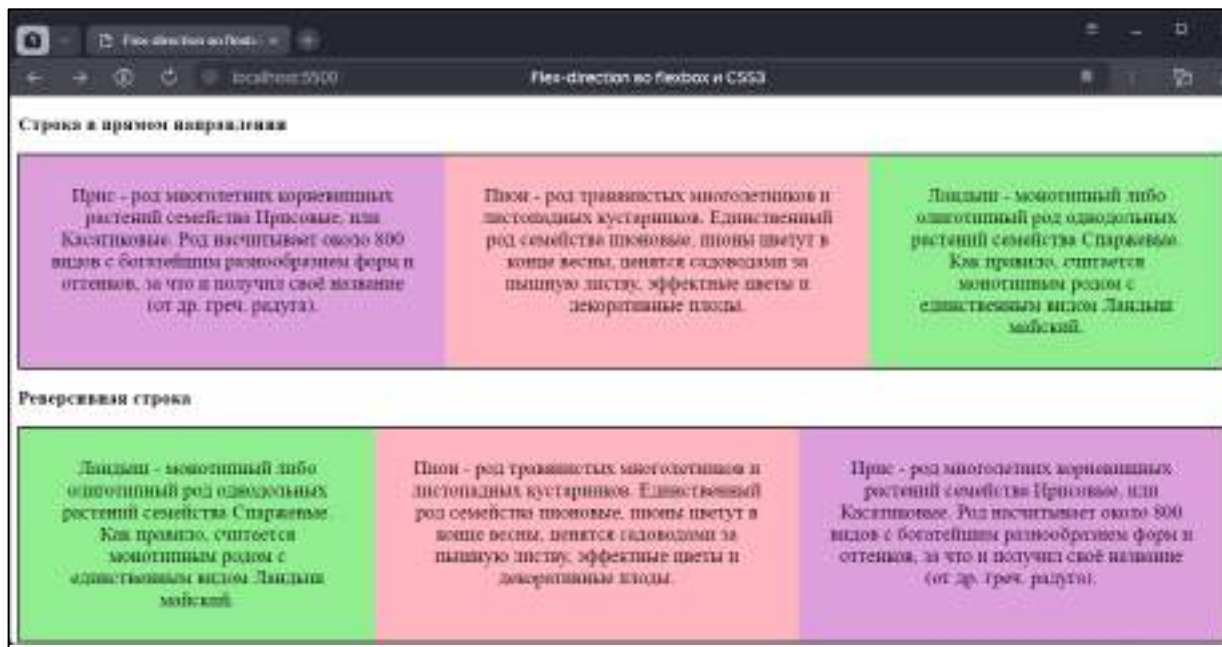 Flex-direction во flexb
localhost:5500
Flex-direction во flexbox и CSS3
Строка в прямом направлении
Ирис - род многолетних корневищных
растений семейства Ирисовые, или
Касатиковые. Род насчитывает около 800
видов с богатейшим разнообразием форм и
оттенков, за что и получил своё название
(от др. греч. радуга).
Пион - род травянистых многолетников и
листопадных кустарников. Единственный
род семейства пионовые, пионы цветут в
конце весны, ценятся садоводами за
пышную листву, эффектные цветы и
декоративные плоды.
Ландыш - монотипный либо
олиготипный род однодольных
растений семейства Спаржевые.
Как правило, считается
монотипным родом с
единственным видом Ландыш
майский.
Реверсивная строка
Ландыш - монотипный либо
олиготипный род однодольных
растений семейства Спаржевые.
Как правило, считается
монотипным родом с
единственным видом Ландыш
майский.
Пион - род травянистых многолетников и
листопадных кустарников. Единственный
род семейства пионовые, пионы цветут в
конце весны, ценятся садоводами за
пышную листву, эффектные цветы и
декоративные плоды.
Ирис - род многолетних корневищных
растений семейства Ирисовые, или
Касатиковые. Род насчитывает около 800
видов с богатейшим разнообразием форм и
оттенков, за что и получил своё название
(от др. греч. радуга).